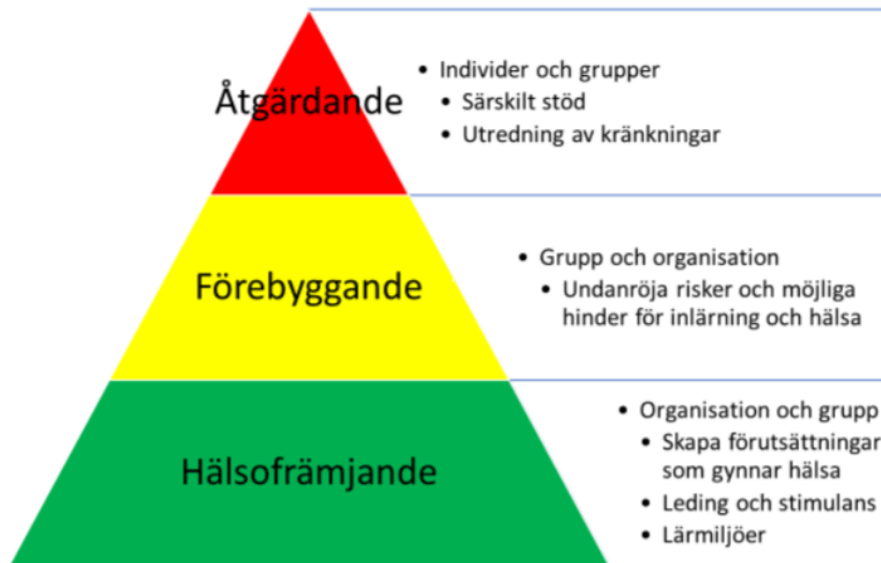 Åtgärdande
• Individer och grupper
• Särskilt stöd
• Utredning av kränkningar
Förebyggande
• Grupp och organisation
• Undanröja risker och möjliga
hinder för inlärning och hälsa
Hälsofrämjande
• Organisation och grupp
• Skapa förutsättningar
som gynnar hälsa
• Leding och stimulans
• Lärmiljöer